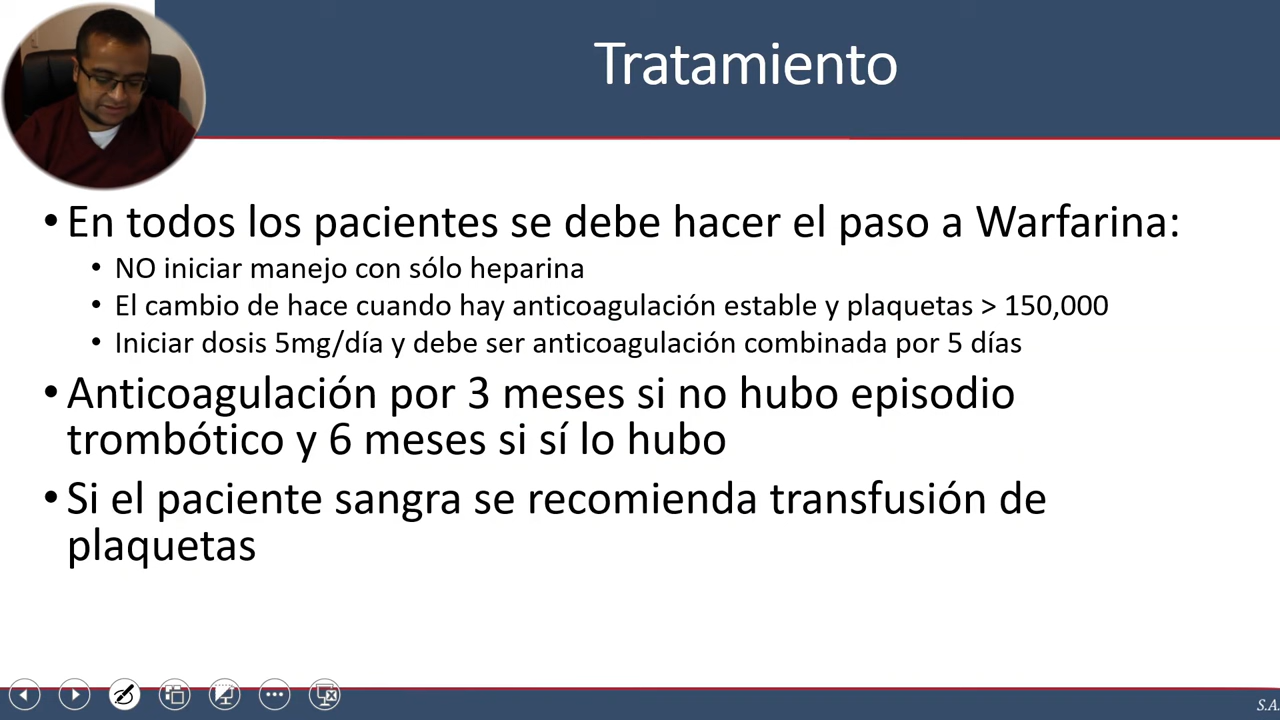 Tratamiento
• En todos los pacientes se debe hacer el paso a Warfarina:
• NO iniciar manejo con sólo heparina
• El cambio de hace cuando hay anticoagulación estable y plaquetas > 150,000
• Iniciar dosis 5mg/día y debe ser anticoagulación combinada por 5 días
• Anticoagulación por 3 meses si no hubo episodio
trombótico y 6 meses si sí lo hubo
• Si el paciente sangra se recomienda transfusión de
plaquetas
S.A.